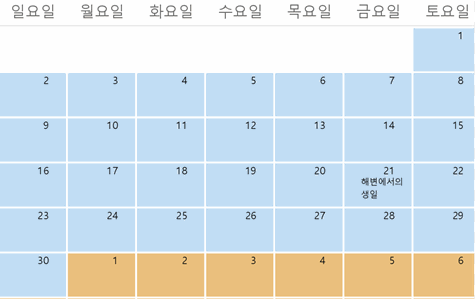 일요일 월요일 화요일 수요일 목요일 금요일 토요일
1
2 3 4 5 6 7 8
9 10 11 12 13 14 15
16 17 18 19 20 21 22
해변에서의
생일
23 24 25 26 27 28 29
30 1 2 3 4 5 6